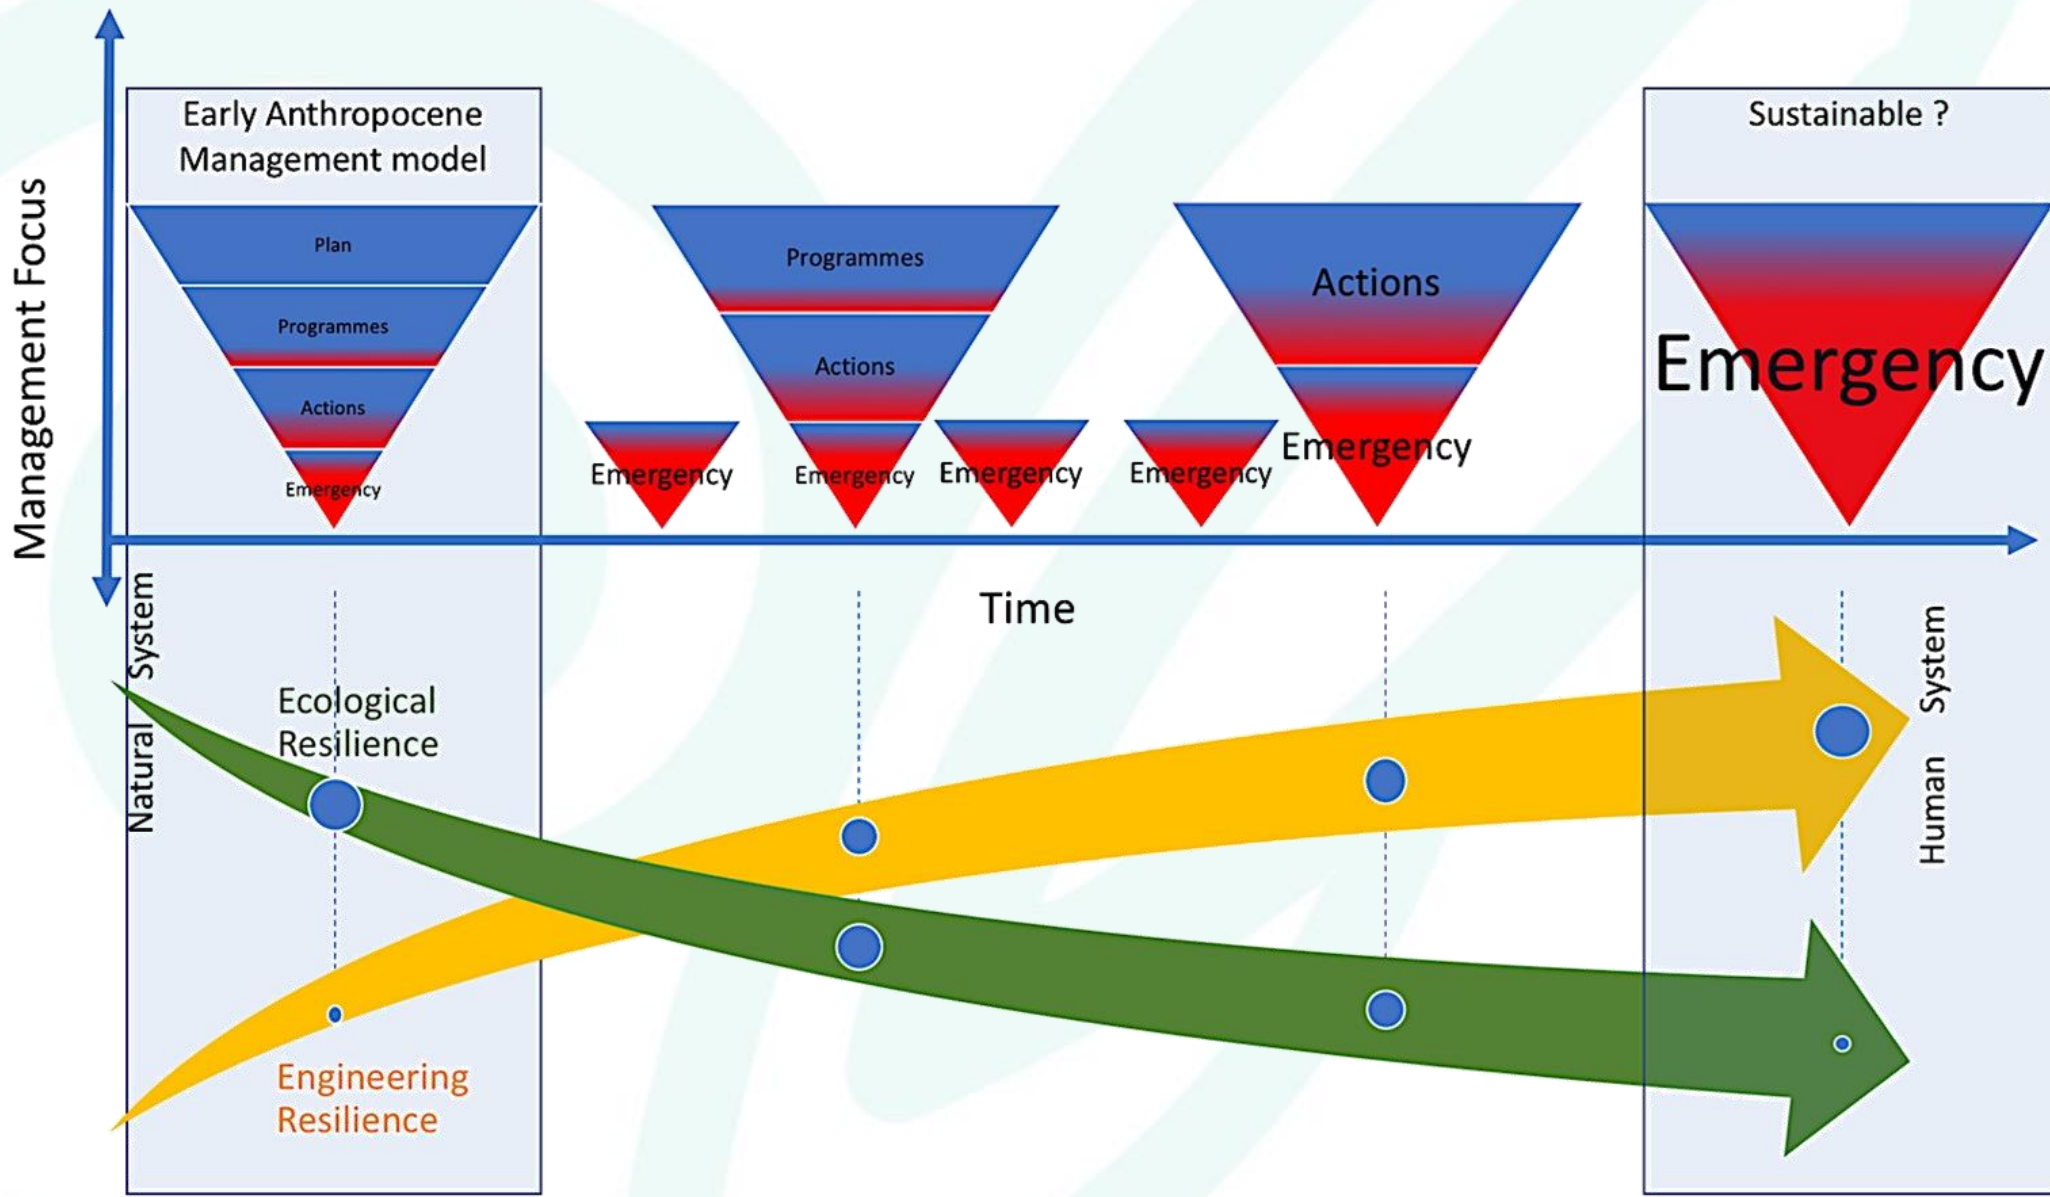 Early Anthropocene
Management model
Sustainable ?
Management Focus
Plan
Programmes
Actions
Emergency
Programmes
Actions
Emergency
Emergency
Emergency
Emergency
Actions
Emergency
Emergency
Time
Natural System
Human System
Ecological
Resilience
Engineering
Resilience